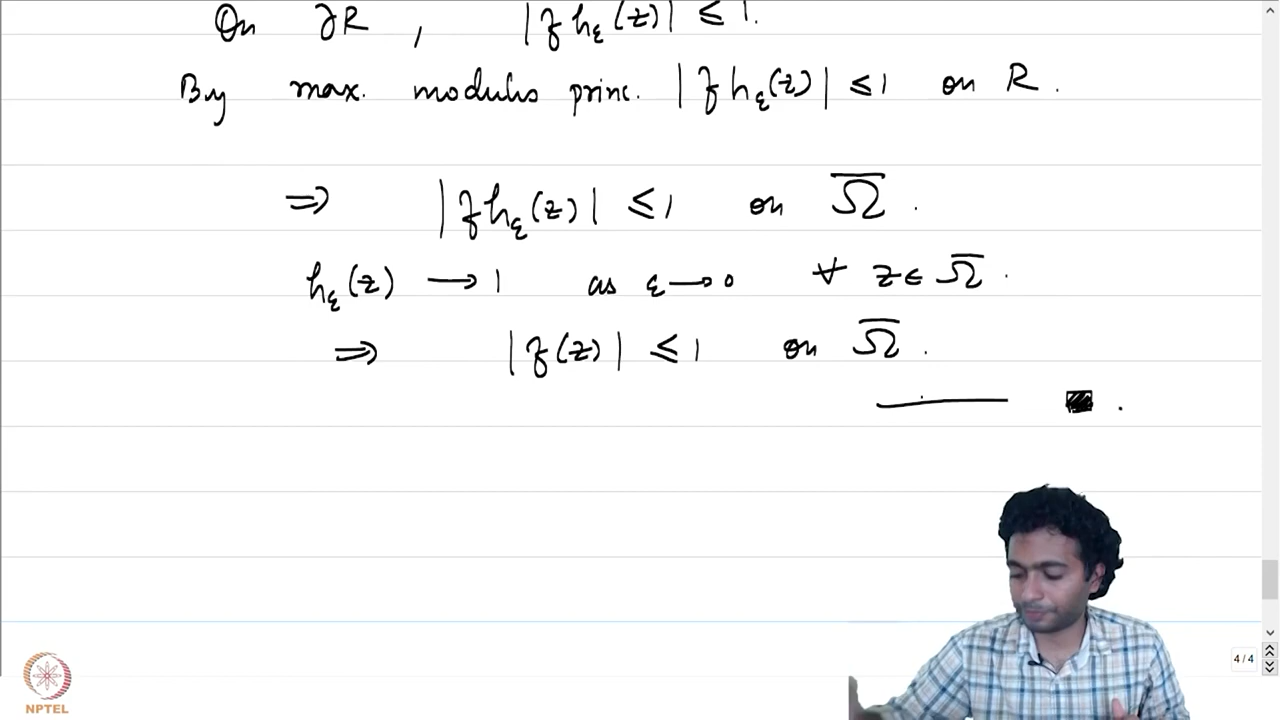 On ∂R , |f h_ε(z)| ≤ 1.
By max. modulus princ. |f h_ε(z)| ≤ 1 on R .
⇒ |f h_ε(z)| ≤ 1 on Ω̅ .
h_ε(z) → 1 as ε → 0 ∀ z ∈ Ω̅ .
⇒ |f(z)| ≤ 1 on Ω̅ .
4 / 4
NPTEL